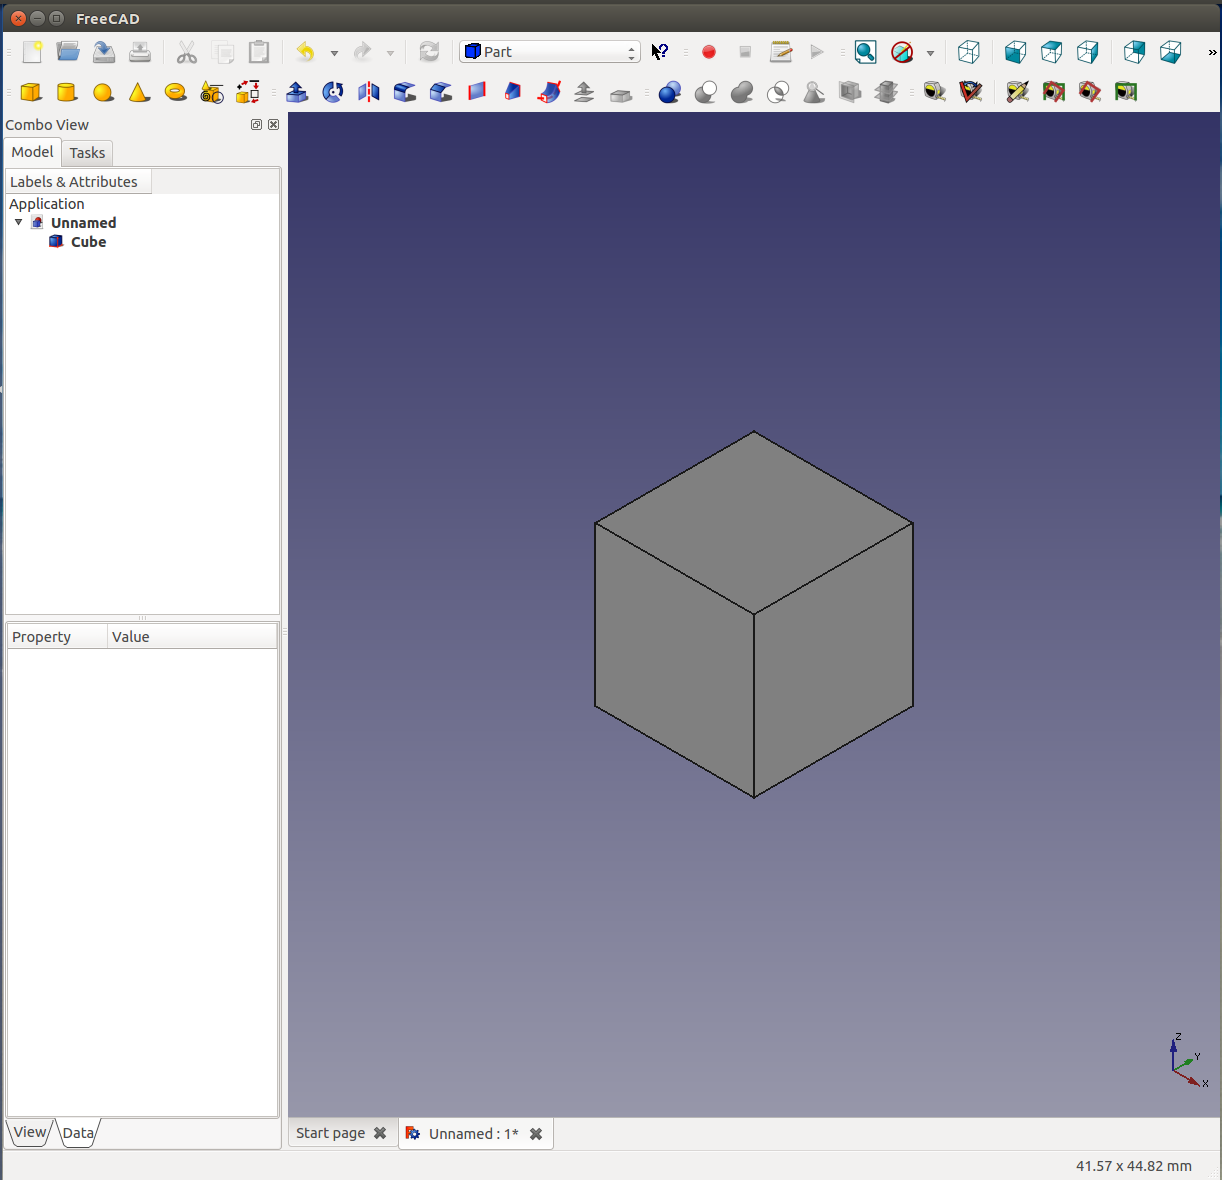 FreeCAD
Part
»
Combo View
Model Tasks
Labels & Attributes
Application
Unnamed
Cube
Property Value
Z
Y
X
View Data
Start page Unnamed : 1*
41.57 x 44.82 mm